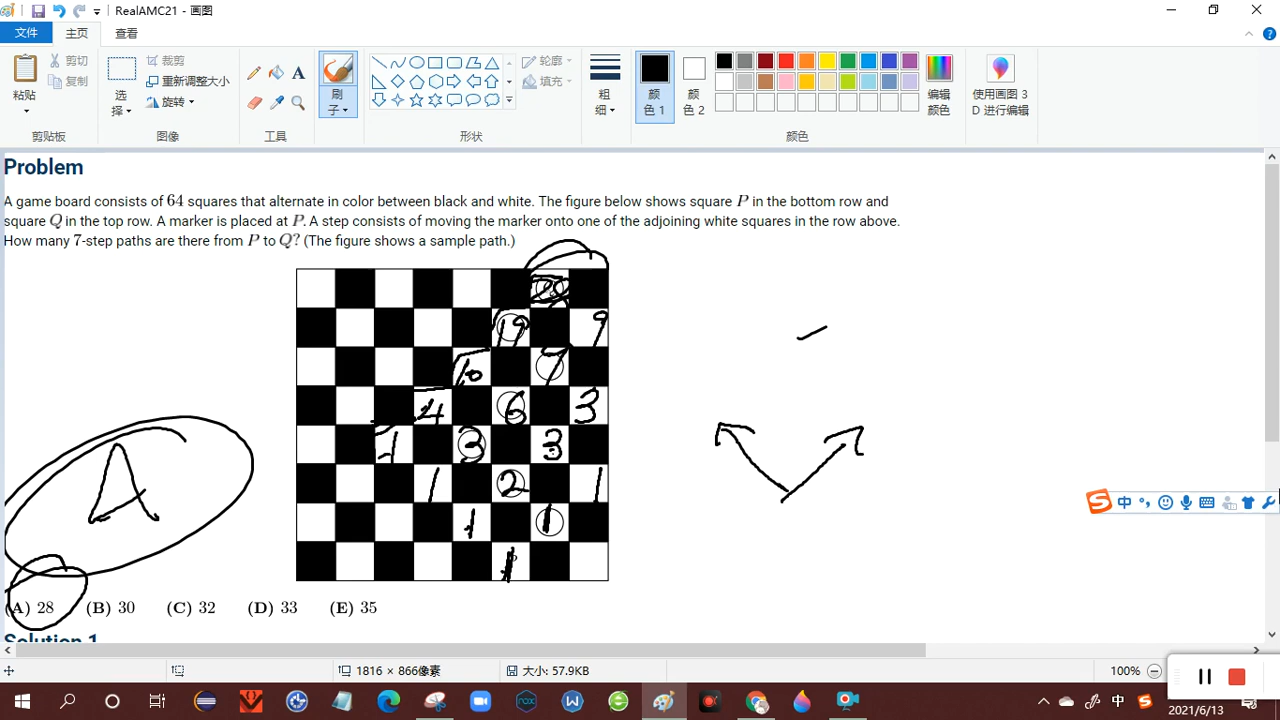 RealAMC21 - 画图
文件 主页 查看
粘贴 剪切 复制 选择 裁剪 重新调整大小 旋转 A 刷子 轮廓 填充 粗细 颜色 1 颜色 2 编辑颜色 使用画图 3D 进行编辑
剪贴板 图像 工具 形状 颜色
Problem
A game board consists of 64 squares that alternate in color between black and white. The figure below shows square P in the bottom row and
square Q in the top row. A marker is placed at P. A step consists of moving the marker onto one of the adjoining white squares in the row above.
How many 7-step paths are there from P to Q? (The figure shows a sample path.)
28
19 9
10 9
4 6 3
1 3 3
1 2 1
1 1
1
A
中
(A) 28 (B) 30 (C) 32 (D) 33 (E) 35
Solution 1
1816 × 866像素 大小: 57.9KB 100%
中
2021/6/13